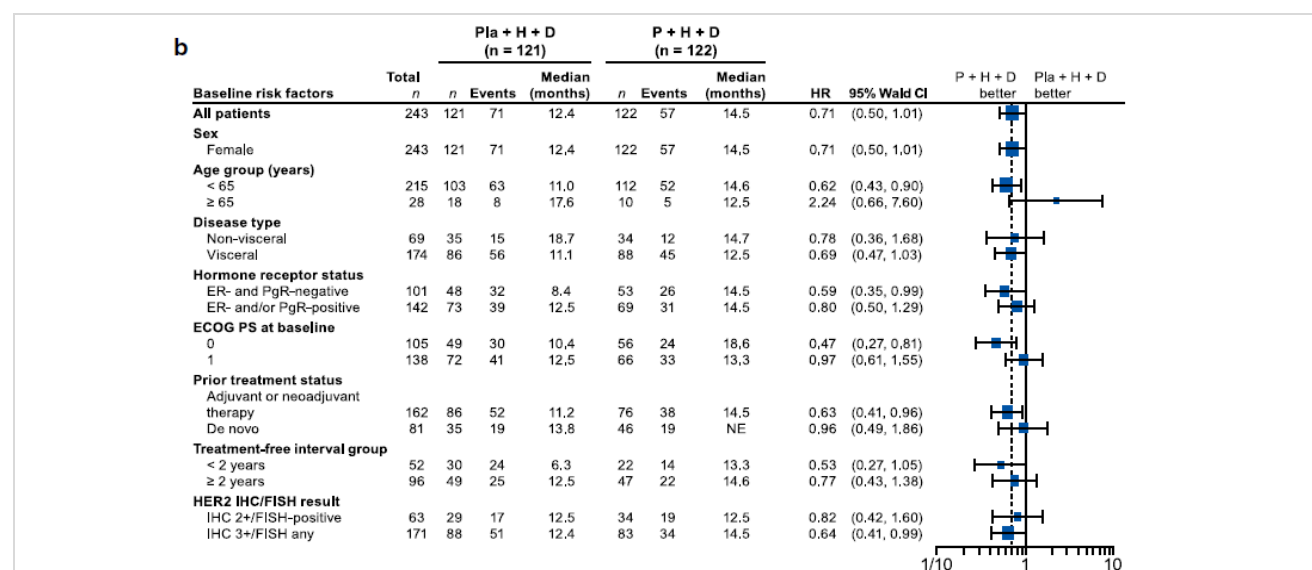 b
Pla + H + D P + H + D
(n = 121) (n = 122)
Total Median Median P + H + D Pla + H + D
Baseline risk factors n n Events (months) n Events (months) HR 95% Wald CI better better
All patients 243 121 71 12.4 122 57 14.5 0.71 (0.50, 1.01)
Sex
Female 243 121 71 12.4 122 57 14.5 0.71 (0.50, 1.01)
Age group (years)
< 65 215 103 63 11.0 112 52 14.6 0.62 (0.43, 0.90)
≥ 65 28 18 8 17.6 10 5 12.5 2.24 (0.66, 7.60)
Disease type
Non-visceral 69 35 15 18.7 34 12 14.7 0.78 (0.36, 1.68)
Visceral 174 86 56 11.1 88 45 12.5 0.69 (0.47, 1.03)
Hormone receptor status
ER- and PgR–negative 101 48 32 8.4 53 26 14.5 0.59 (0.35, 0.99)
ER- and/or PgR–positive 142 73 39 12.5 69 31 14.5 0.80 (0.50, 1.29)
ECOG PS at baseline
0 105 49 30 10.4 56 24 18.6 0.47 (0.27, 0.81)
1 138 72 41 12.5 66 33 13.3 0.97 (0.61, 1.55)
Prior treatment status
Adjuvant or neoadjuvant
therapy 162 86 52 11.2 76 38 14.5 0.63 (0.41, 0.96)
De novo 81 35 19 13.8 46 19 NE 0.96 (0.49, 1.86)
Treatment-free interval group
< 2 years 52 30 24 6.3 22 14 13.3 0.53 (0.27, 1.05)
≥ 2 years 96 49 25 12.5 47 22 14.6 0.77 (0.43, 1.38)
HER2 IHC/FISH result
IHC 2+/FISH-positive 63 29 17 12.5 34 19 12.5 0.82 (0.42, 1.60)
IHC 3+/FISH any 171 88 51 12.4 83 34 14.5 0.64 (0.41, 0.99)
1/10 1 10